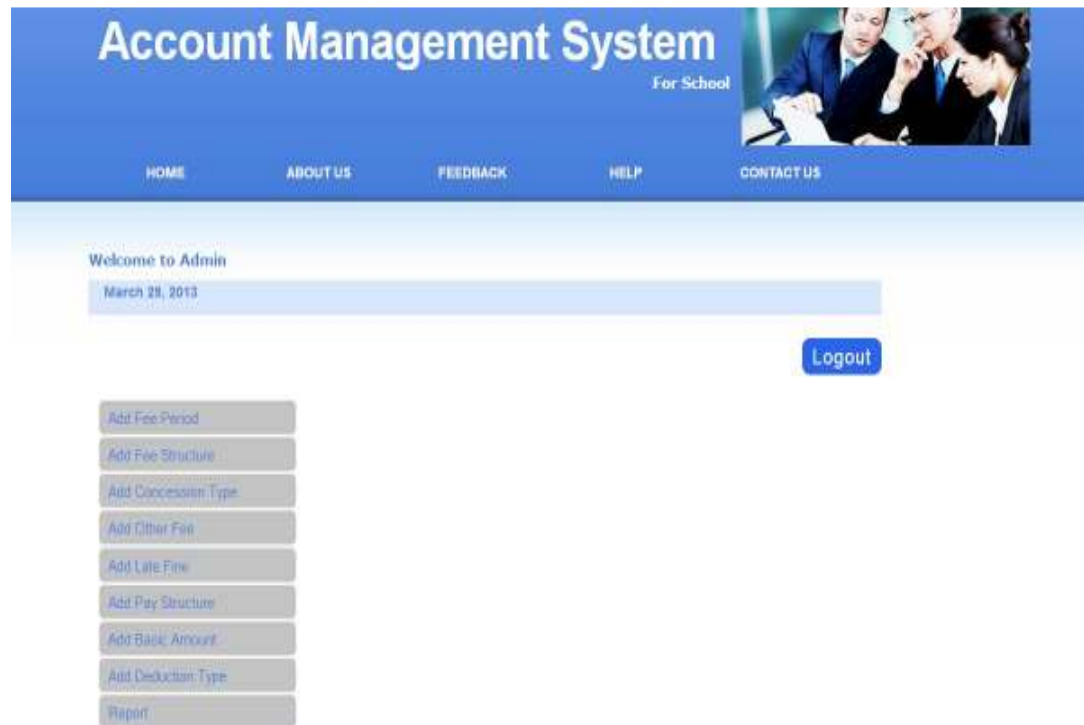 Account Management System
For School
HOME ABOUT US FEEDBACK HELP CONTACT US
Welcome to Admin
March 28, 2013
Logout
Add Fee Period
Add Fee Structure
Add Concession Type
Add Other Fee
Add Late Fine
Add Pay Structure
Add Basic Amount
Add Deduction Type
Report